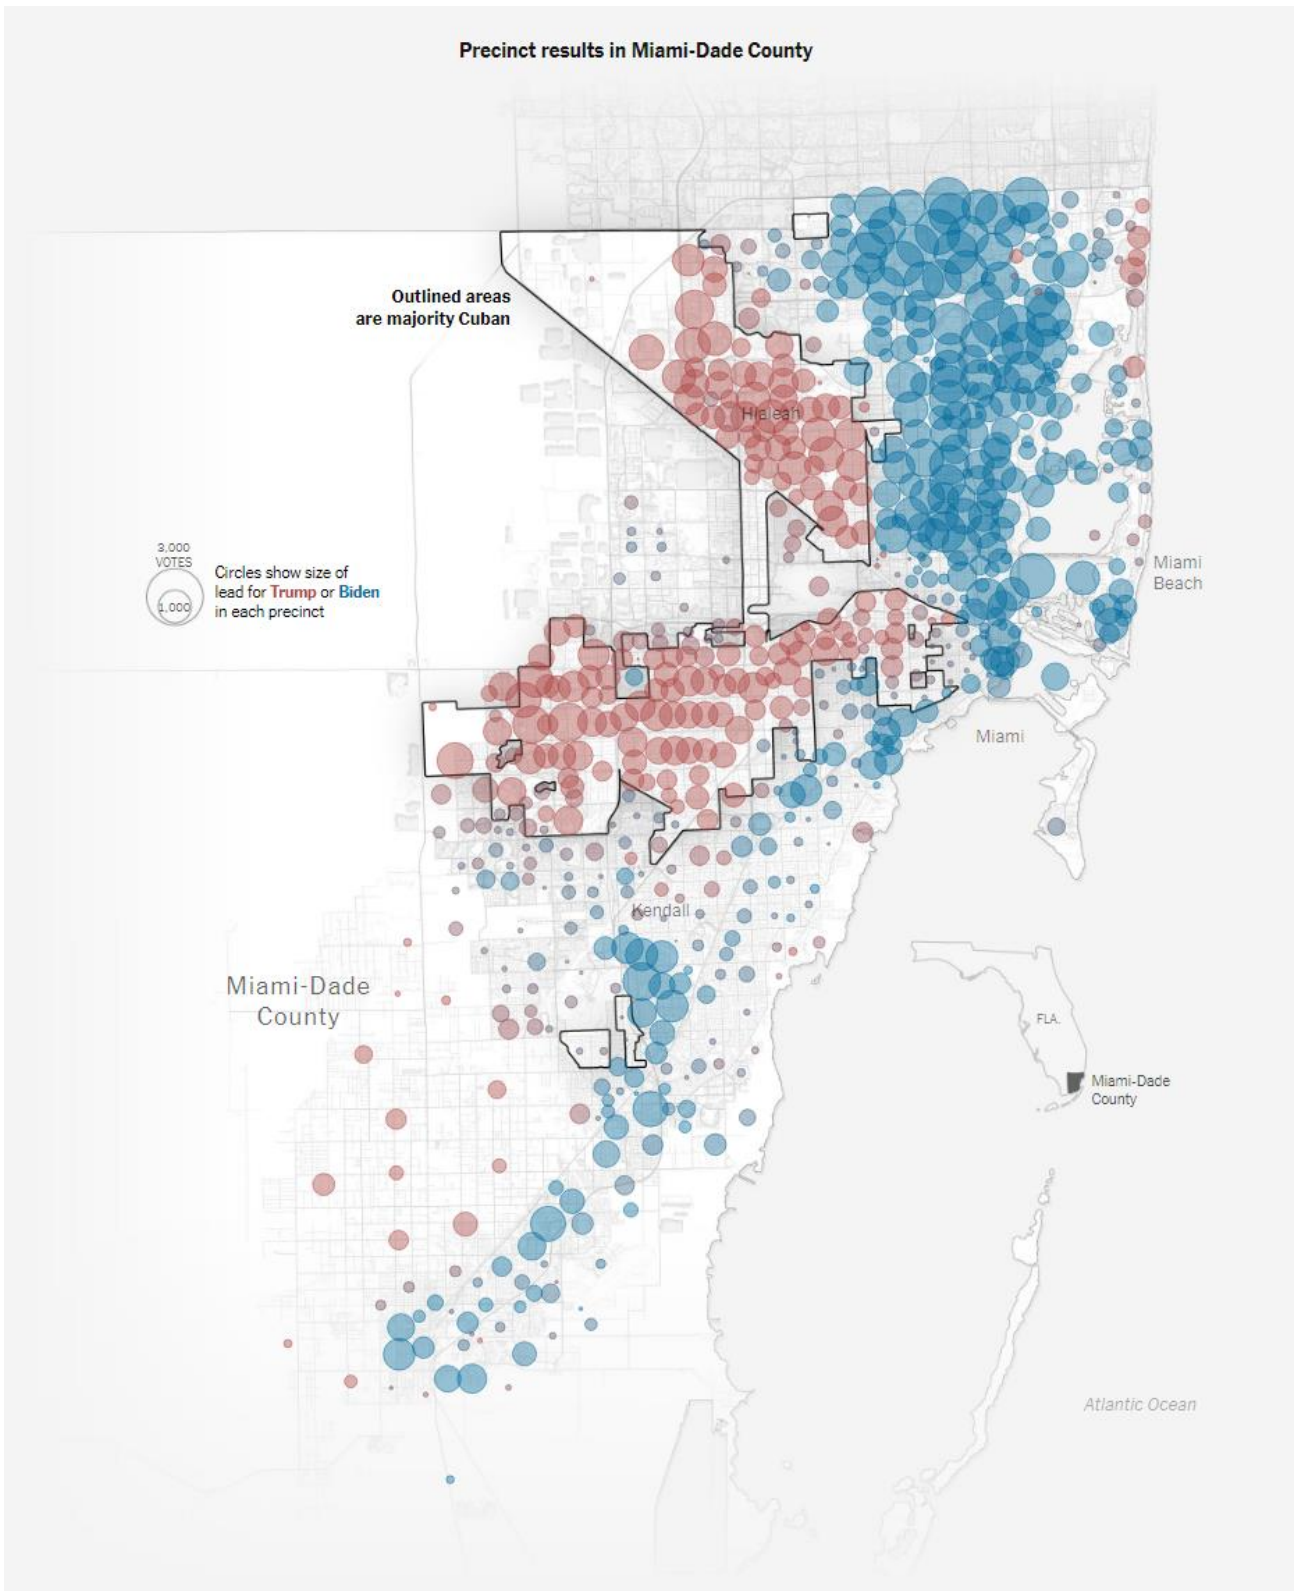 Precinct results in Miami-Dade County
Outlined areas
are majority Cuban
Hialeah
3,000
VOTES
1,000
Circles show size of
lead for Trump or Biden
in each precinct
Miami
Beach
Miami
Kendall
Miami-Dade
County
FLA.
Miami-Dade
County
Atlantic Ocean